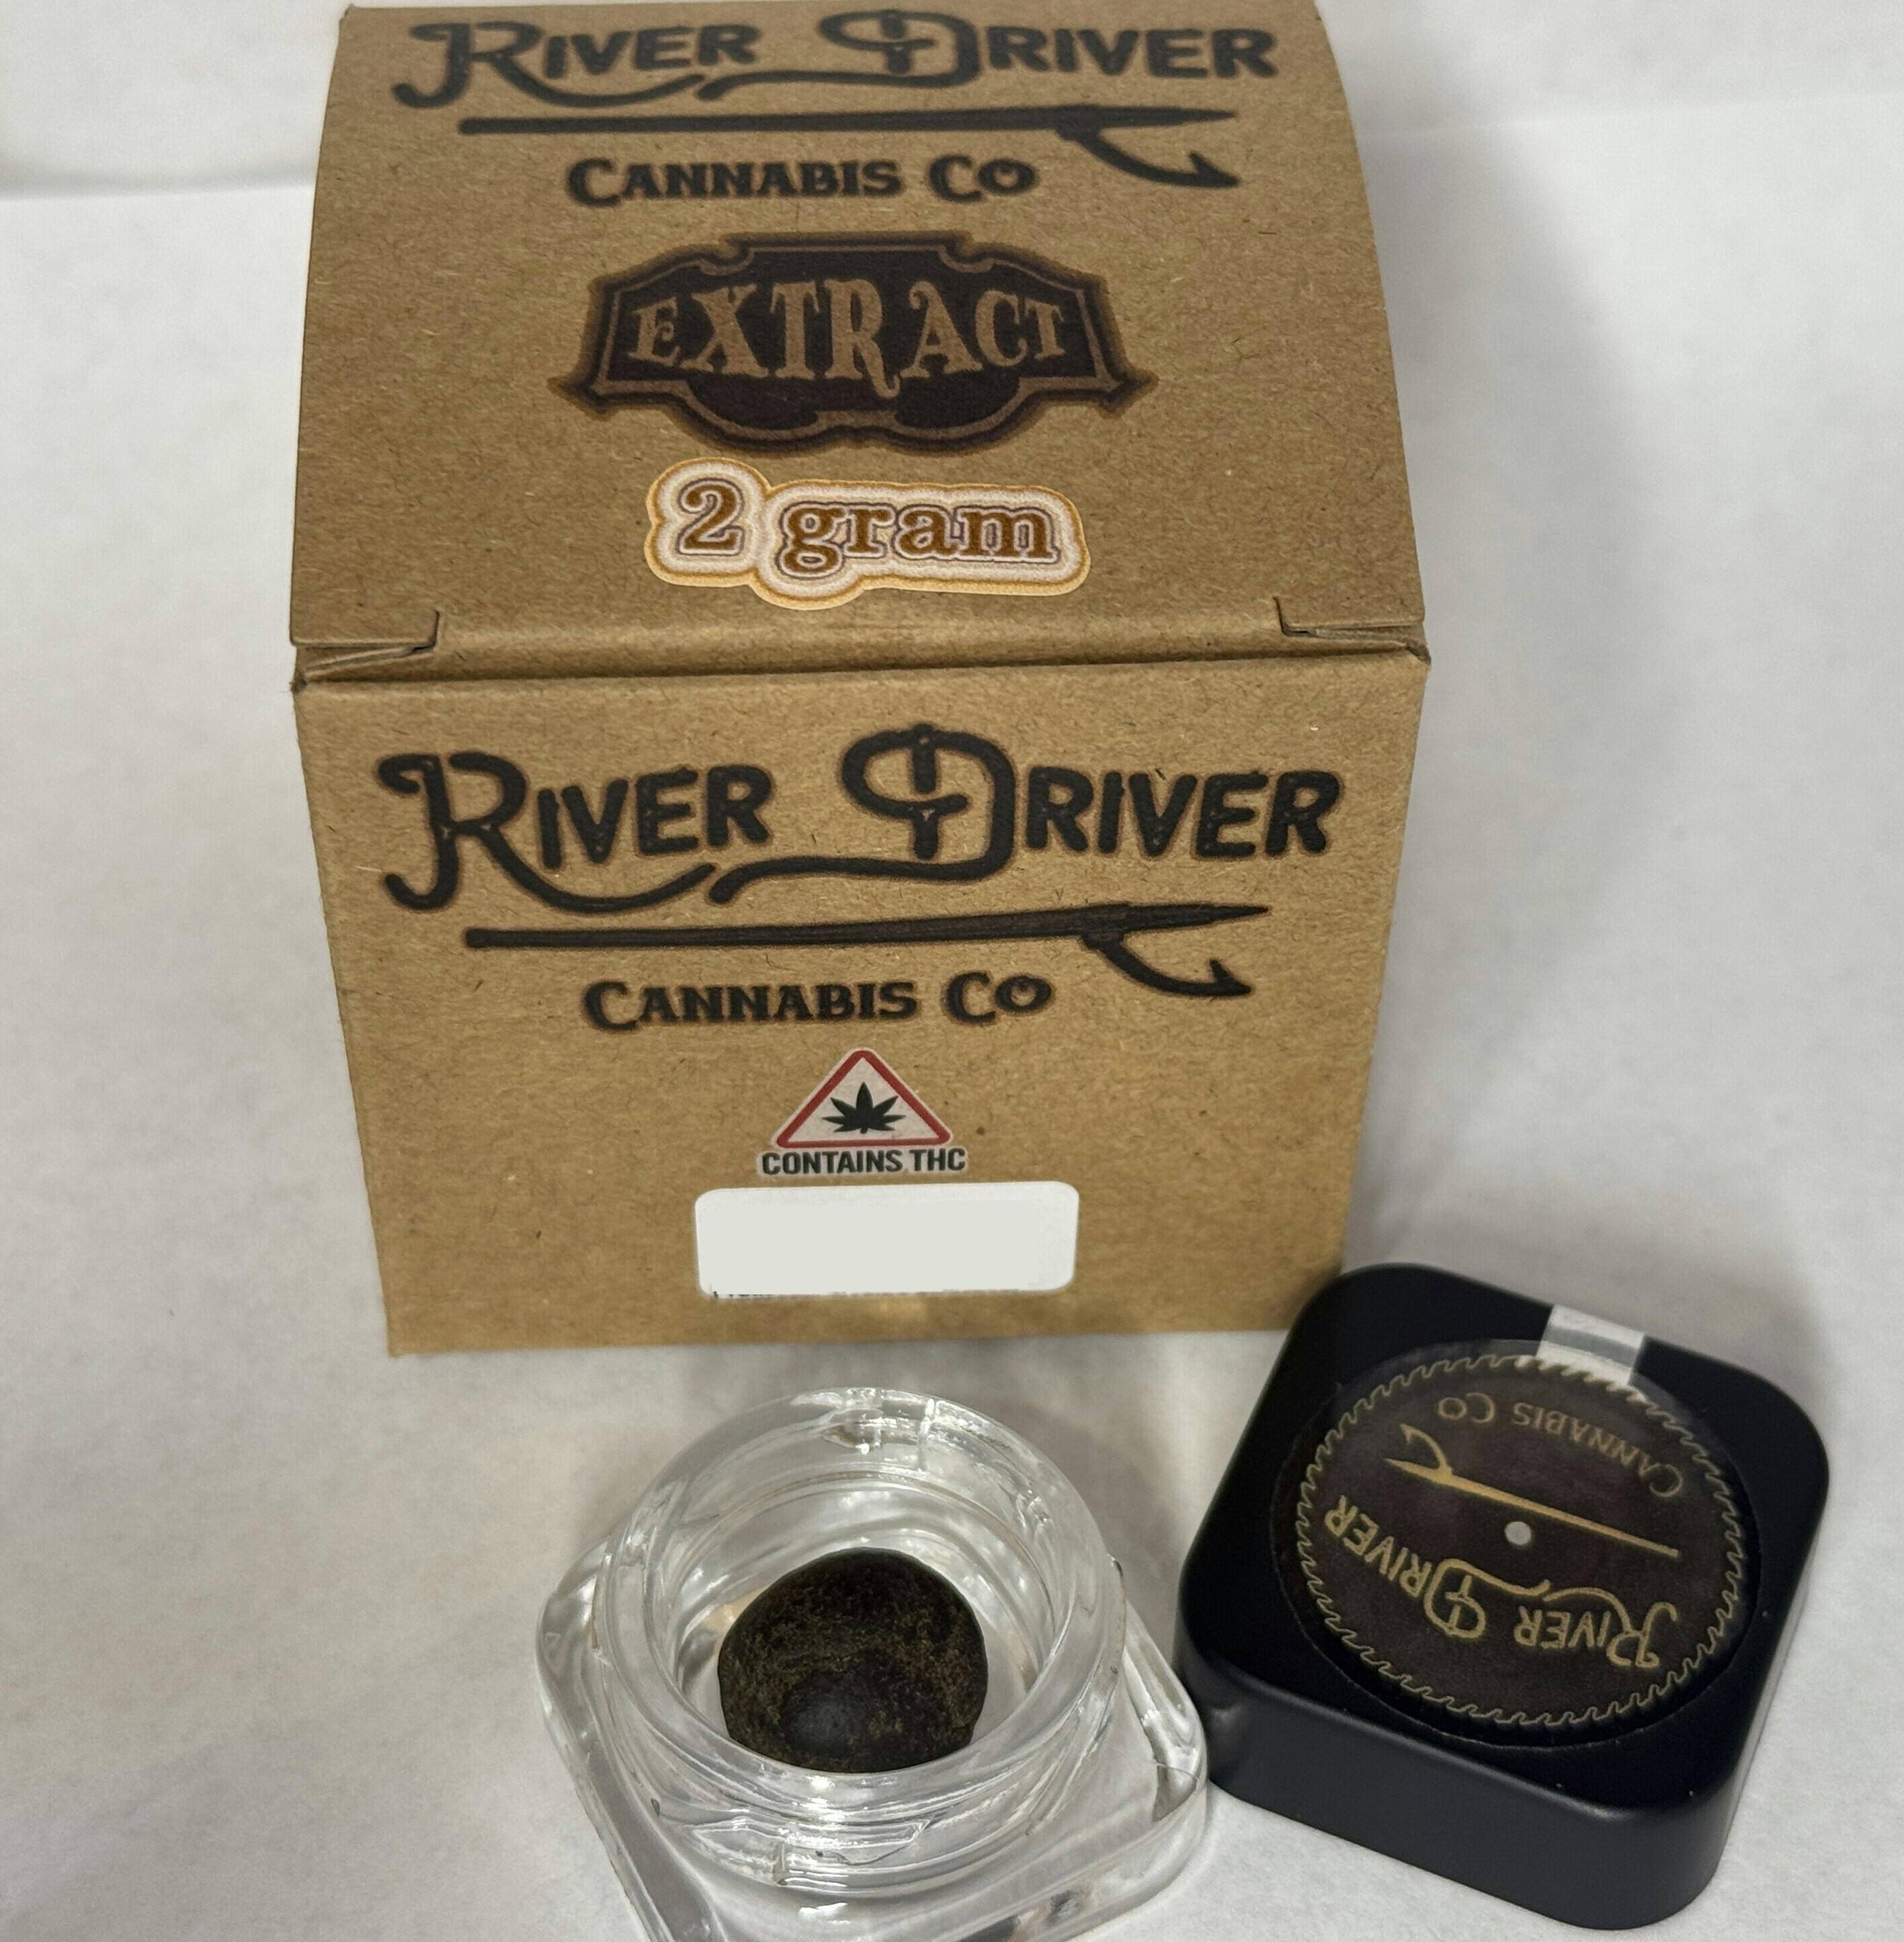 RIVER DRIVER
CANNABIS CO
EXTRACT
2 gram
RIVER DRIVER
CANNABIS CO
CONTAINS THC
RIVER DRIVER
CANNABIS CO